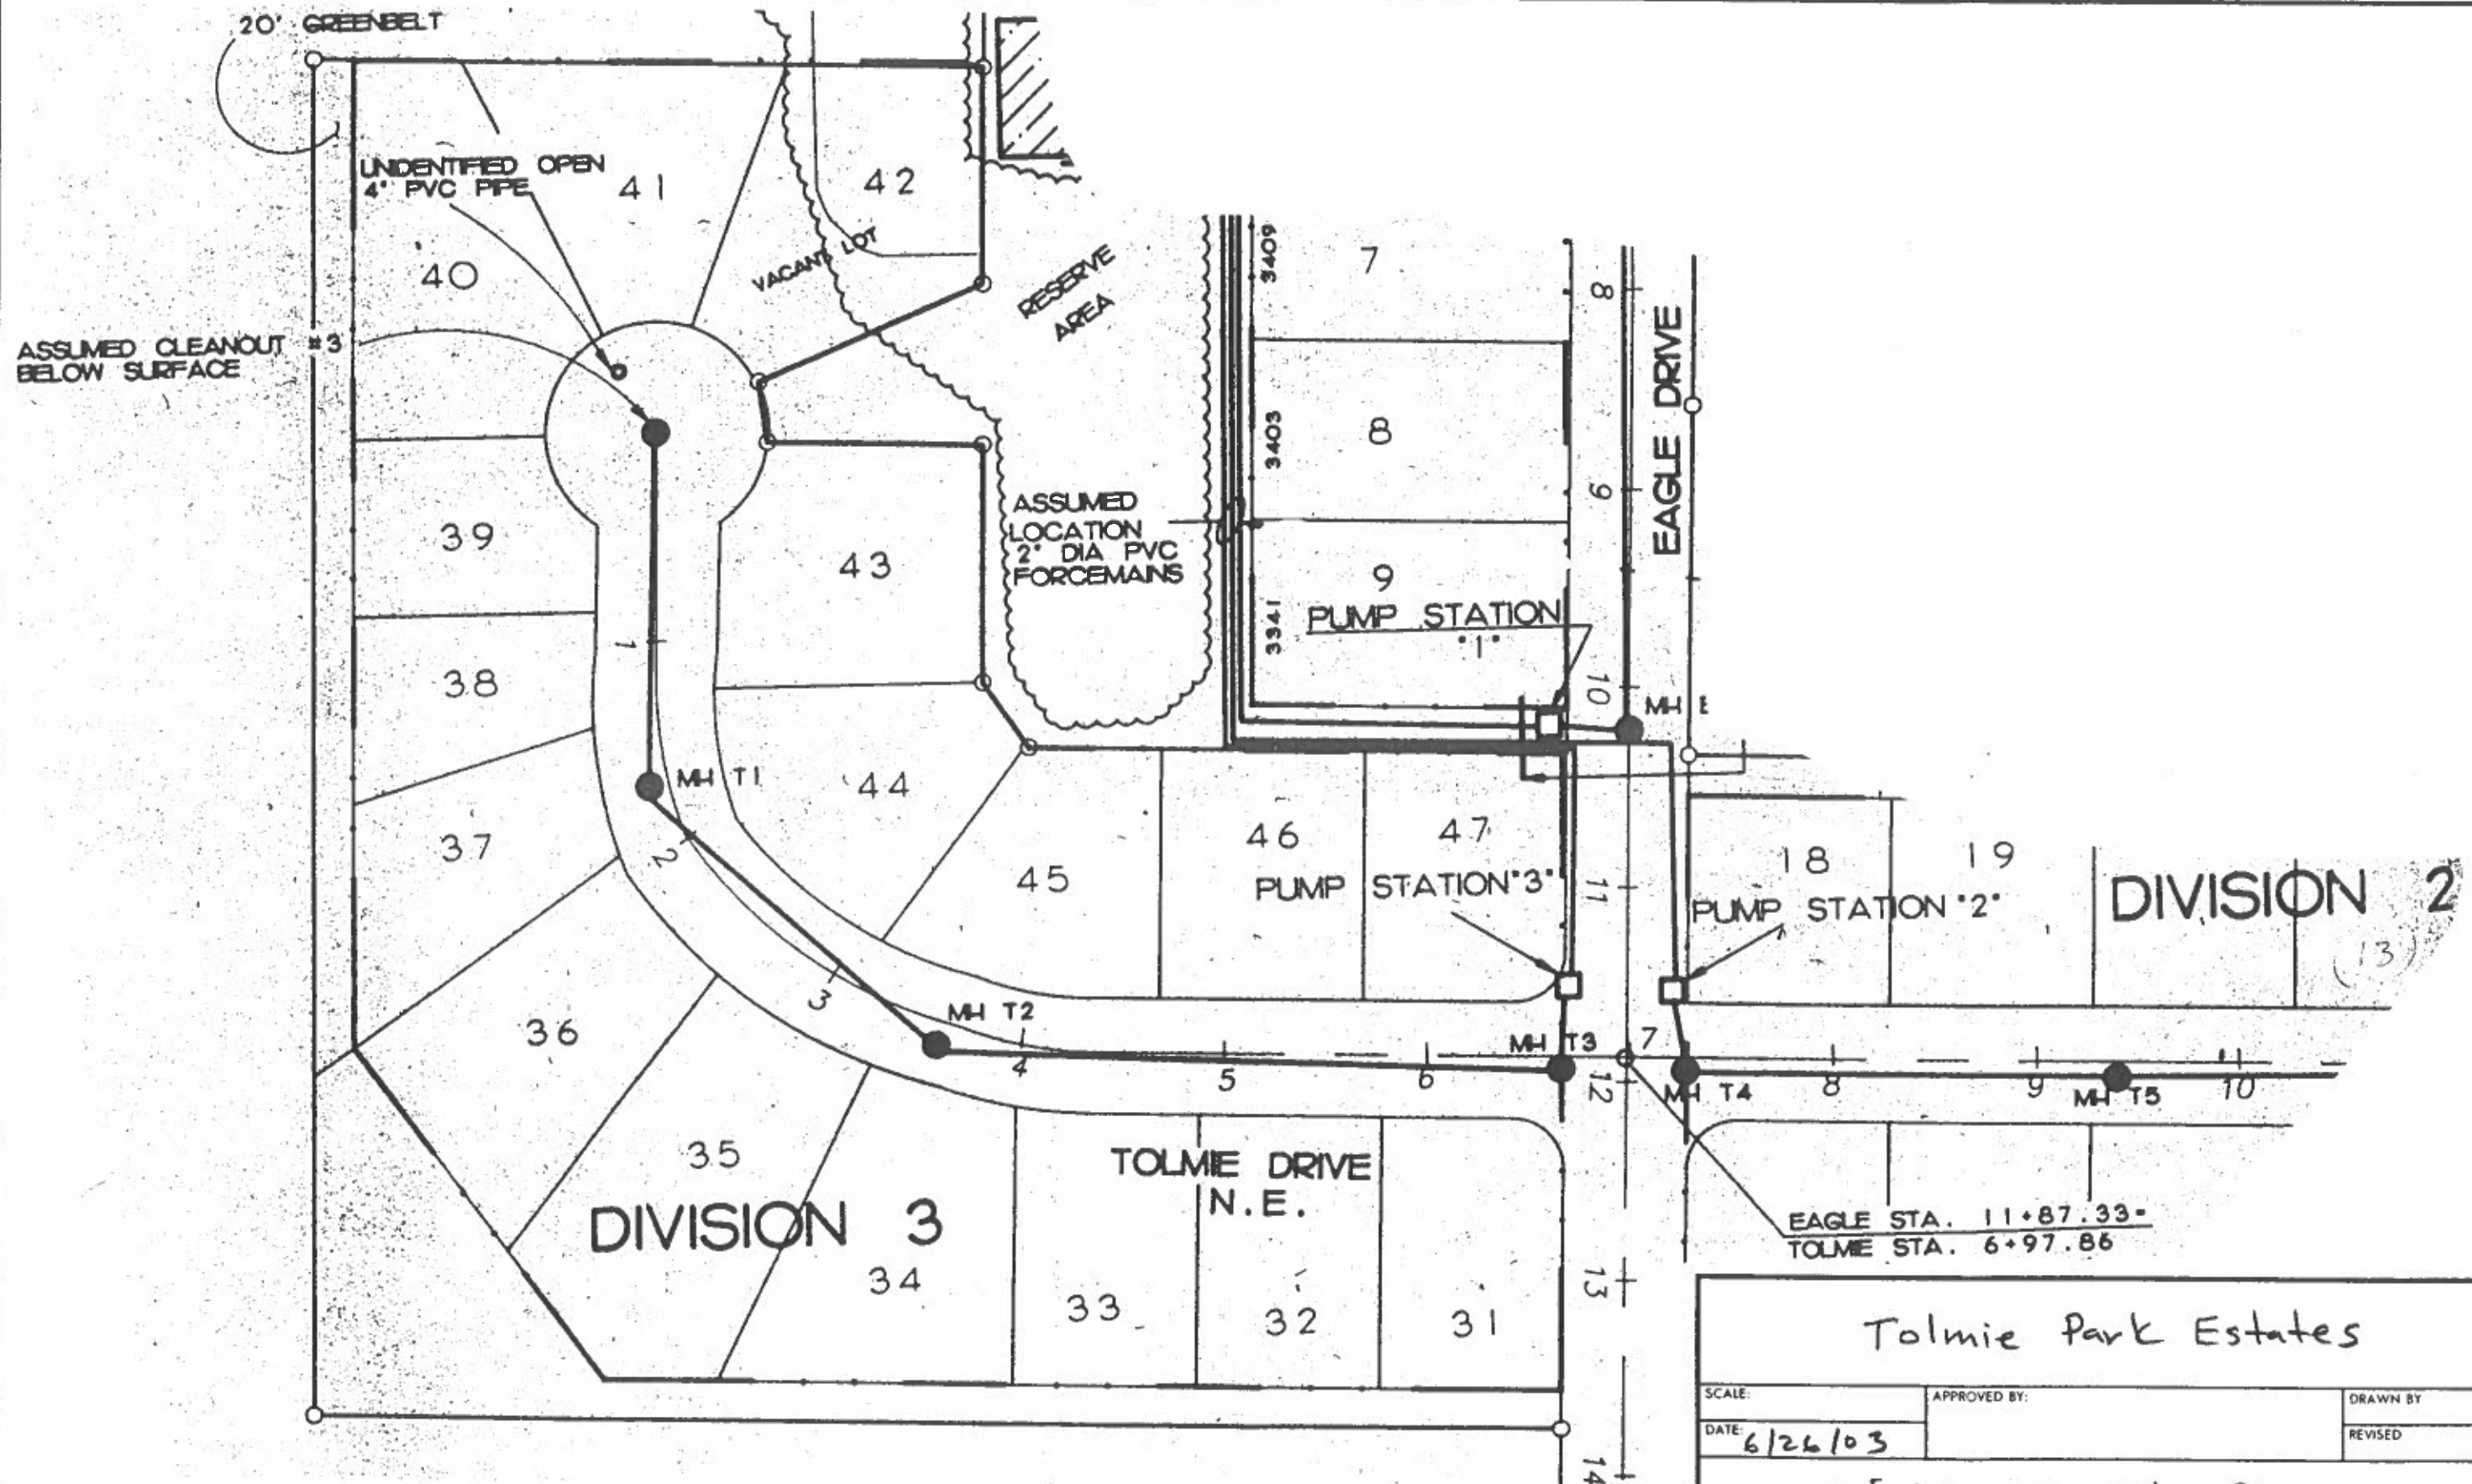 20' GREENBELT
UNIDENTIFIED OPEN
4" PVC PIPE
41
42
40
VACANT LOT
RESERVE
AREA
3409
7
8
EAGLE DRIVE
ASSUMED CLEANOUT #3
BELOW SURFACE
3403
8
9
39
43
ASSUMED
LOCATION
2" DIA PVC
FORCEMAINS
3341
9
PUMP STATION
"1"
1
38
10
MH E
MH T1
44
37
2
45
46
47
PUMP STATION "3"
11
18
19
PUMP STATION "2"
DIVISION 2
(13)
36
3
MH T2
MH T3
7
4
5
6
12
MH T4
8
9
MH T5
10
35
TOLMIE DRIVE
N.E.
DIVISION 3
EAGLE STA. 11+87.33=
TOLMIE STA. 6+97.86
34
33
32
31
13
Tolmie Park Estates
SCALE:
APPROVED BY:
DRAWN BY
DATE: 6/26/03
REVISED
14